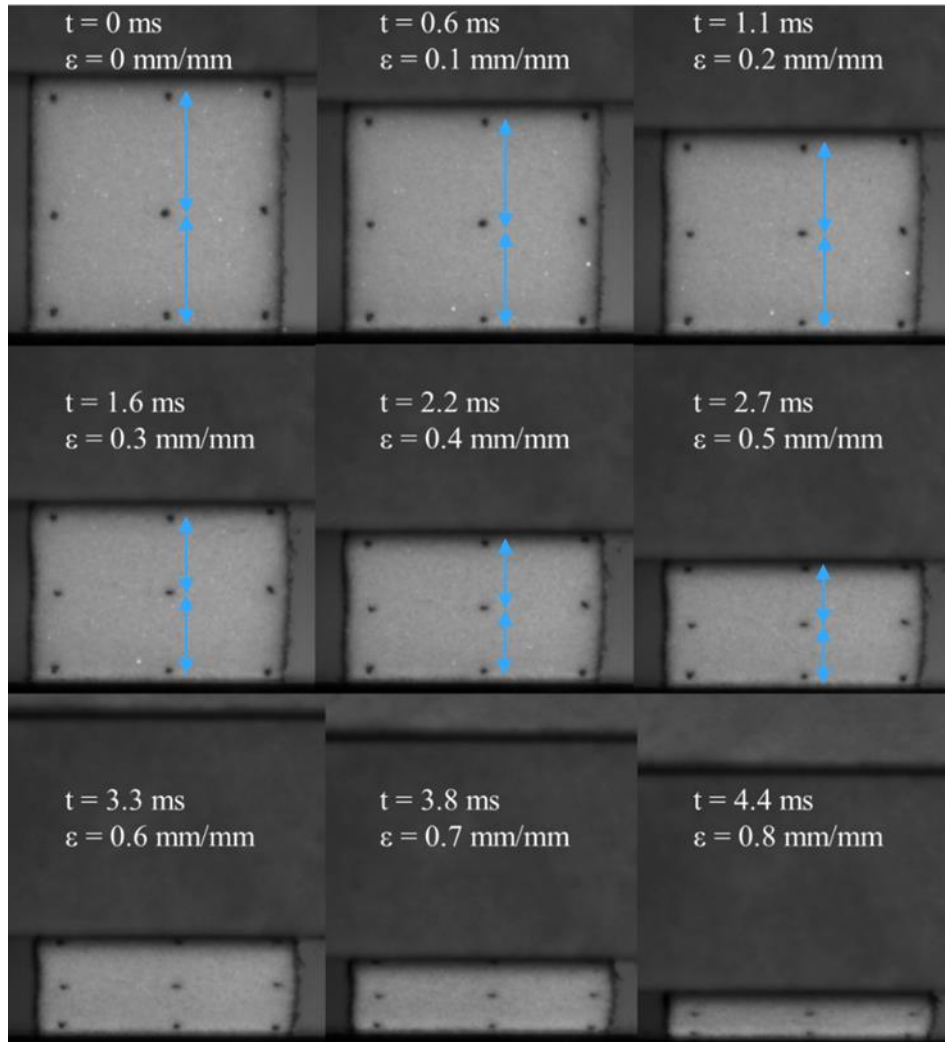 t = 0 ms
ε = 0 mm/mm
t = 0.6 ms
ε = 0.1 mm/mm
t = 1.1 ms
ε = 0.2 mm/mm
t = 1.6 ms
ε = 0.3 mm/mm
t = 2.2 ms
ε = 0.4 mm/mm
t = 2.7 ms
ε = 0.5 mm/mm
t = 3.3 ms
ε = 0.6 mm/mm
t = 3.8 ms
ε = 0.7 mm/mm
t = 4.4 ms
ε = 0.8 mm/mm